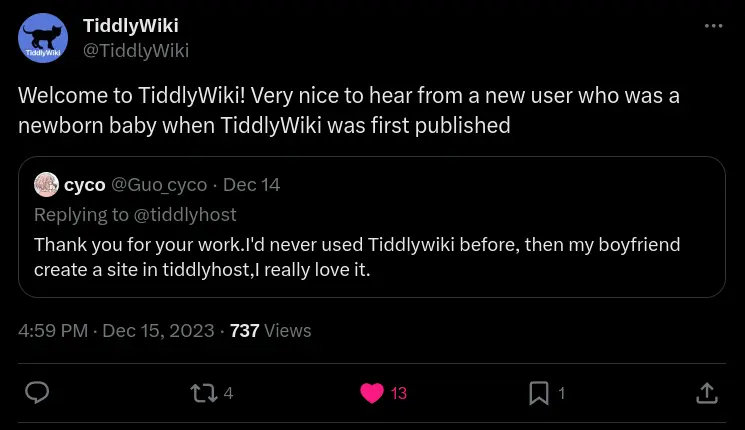 TiddlyWiki
TiddlyWiki
@TiddlyWiki
Welcome to TiddlyWiki! Very nice to hear from a new user who was a
newborn baby when TiddlyWiki was first published
cyco @Guo_cyco · Dec 14
Replying to @tiddlyhost
Thank you for your work.I'd never used Tiddlywiki before, then my boyfriend
create a site in tiddlyhost,I really love it.
4:59 PM · Dec 15, 2023 · 737 Views
4 13 1